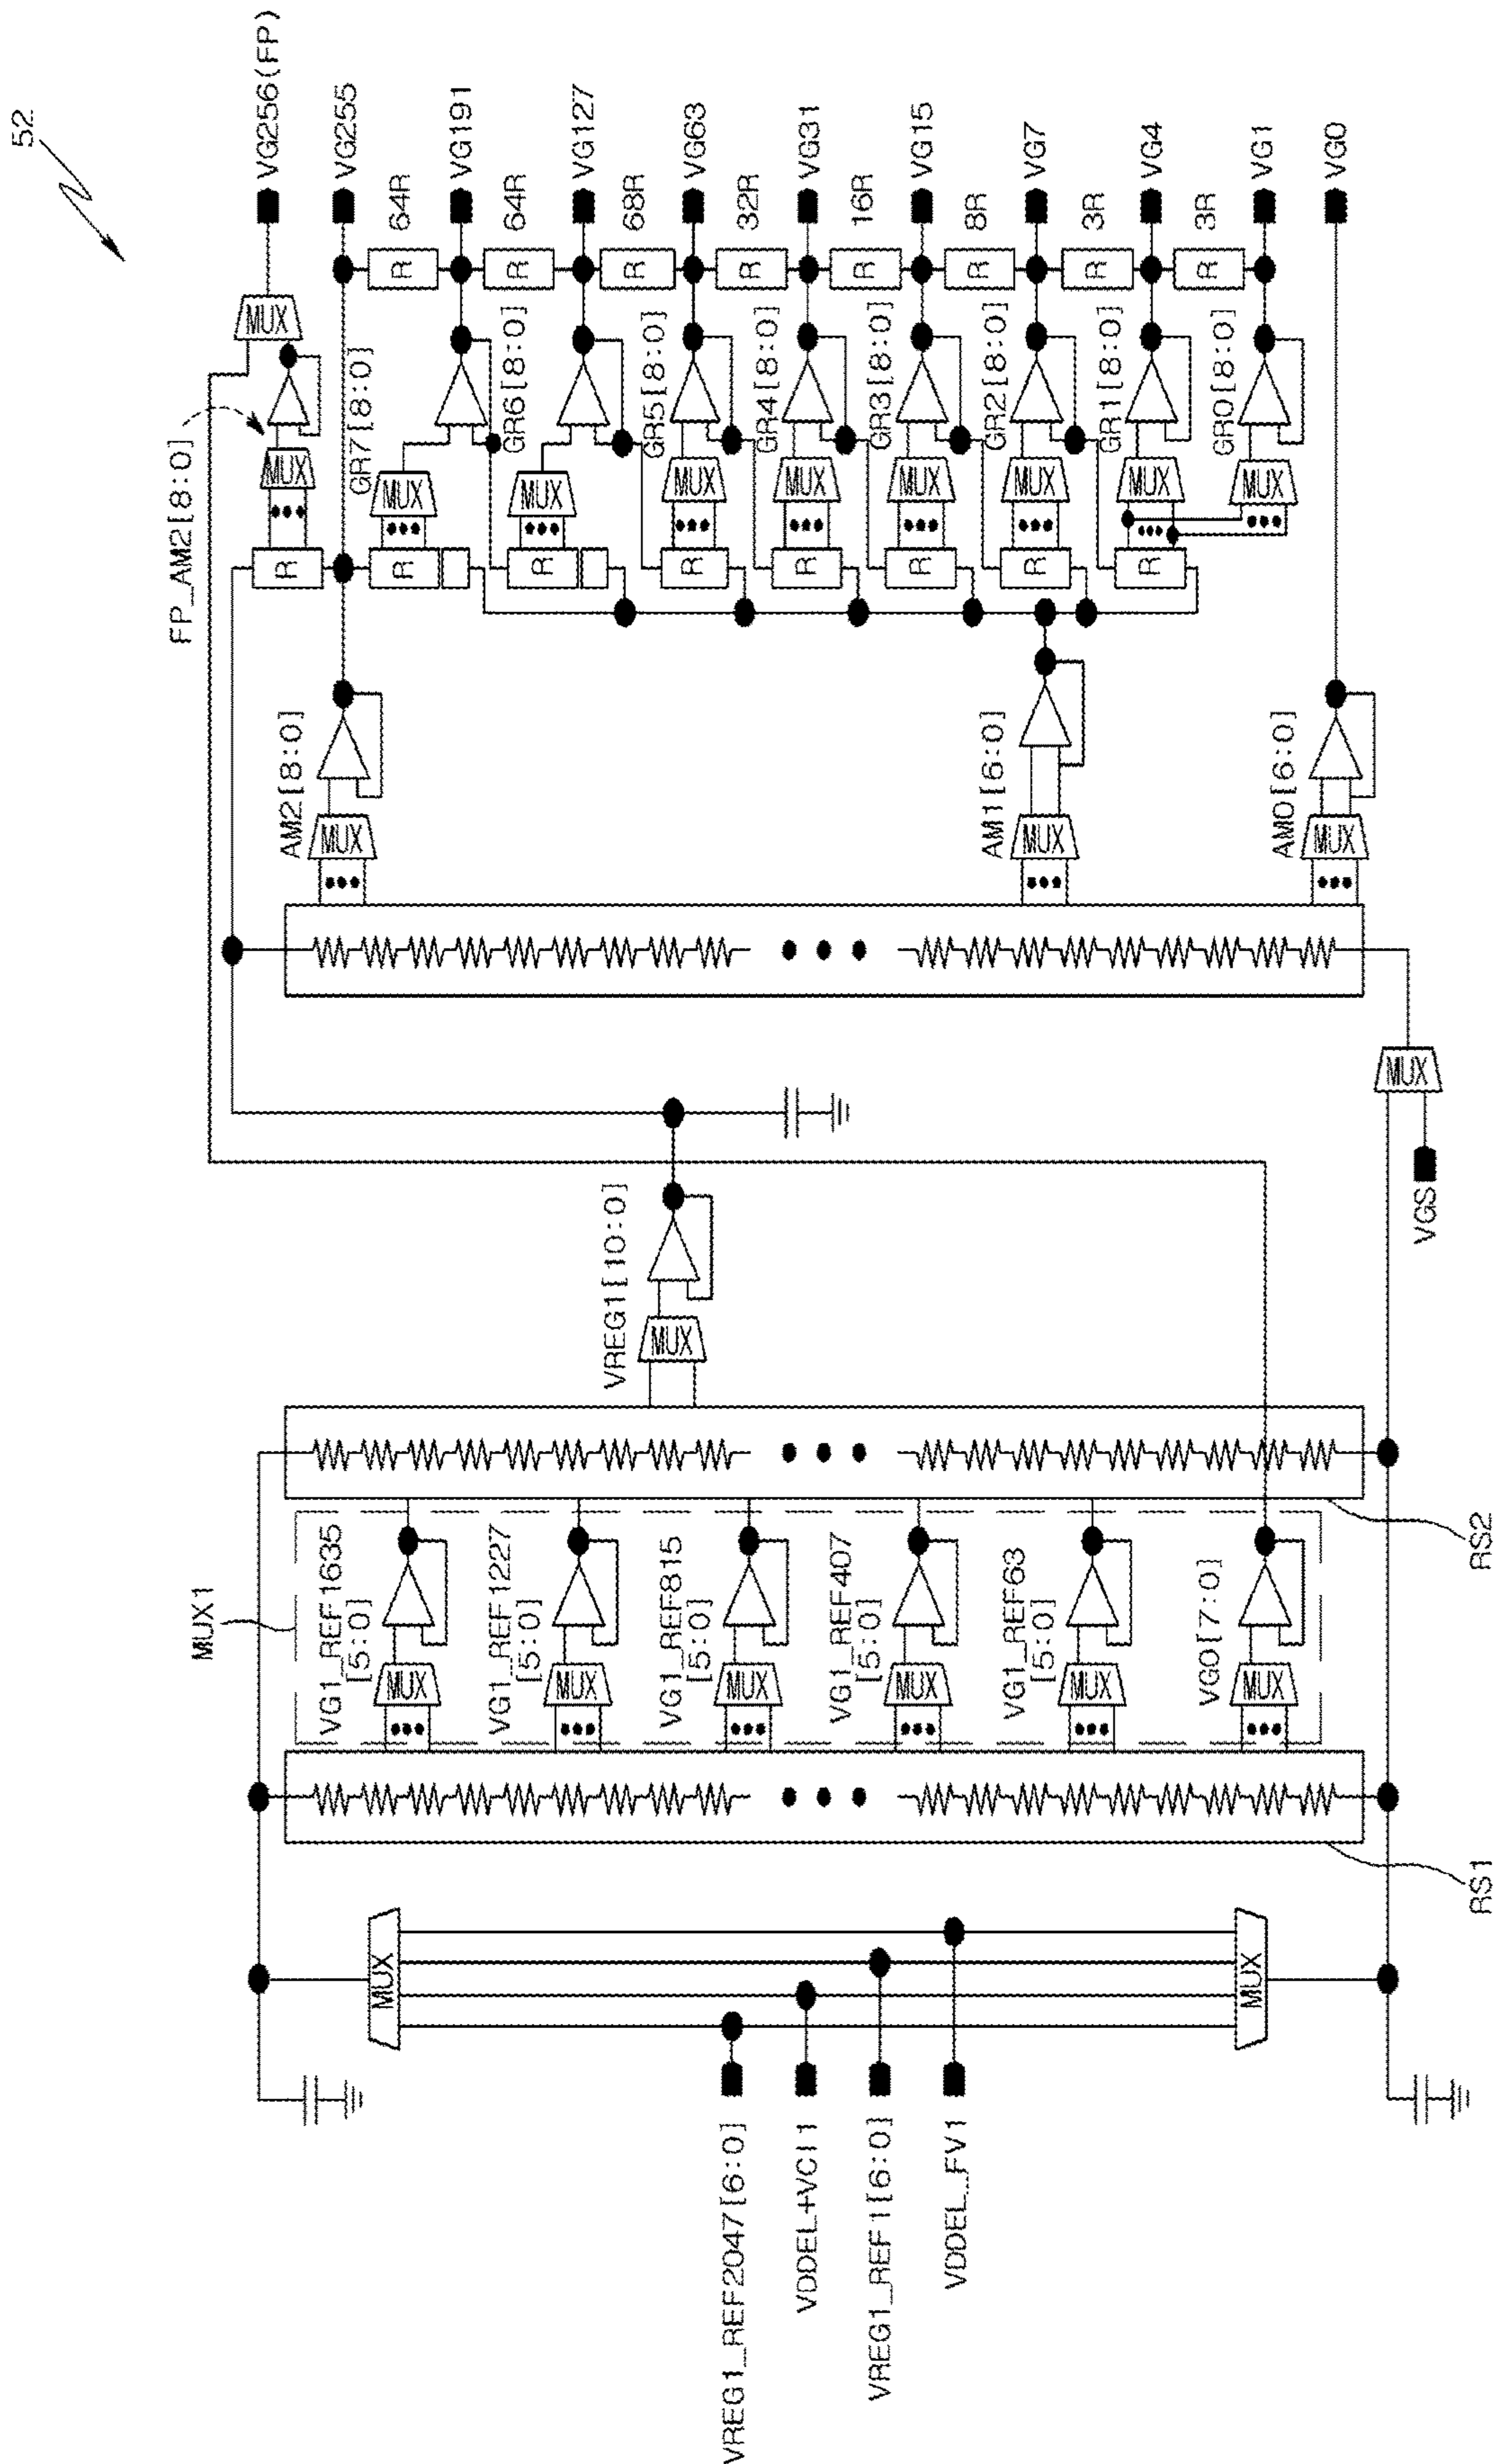 52
VREG1_REF2047[6:0]
VDDEL+VCI1
VREG1_REF1[6:0]
VDDEL_FV1
MUX
MUX
RS1
MUX1
VG1_REF1635
[5:0]
MUX
VG1_REF1227
[5:0]
MUX
VG1_REF815
[5:0]
MUX
VG1_REF407
[5:0]
MUX
VG1_REF63
[5:0]
MUX
VG0[7:0]
MUX
RS2
VREG1[10:0]
MUX
VGS
MUX
AM2[8:0]
MUX
AM1[6:0]
MUX
AM0[6:0]
MUX
FP_AM2[8:0]
R
MUX
MUX
VG256(FP)
VG255
GR7[8:0]
R
MUX
R
64R
VG191
GR6[8:0]
R
MUX
R
64R
VG127
GR5[8:0]
R
MUX
R
68R
VG63
GR4[8:0]
R
MUX
R
32R
VG31
GR3[8:0]
R
MUX
R
16R
VG15
GR2[8:0]
R
MUX
R
8R
VG7
GR1[8:0]
R
MUX
R
3R
VG4
GR0[8:0]
MUX
R
3R
VG1
VG0